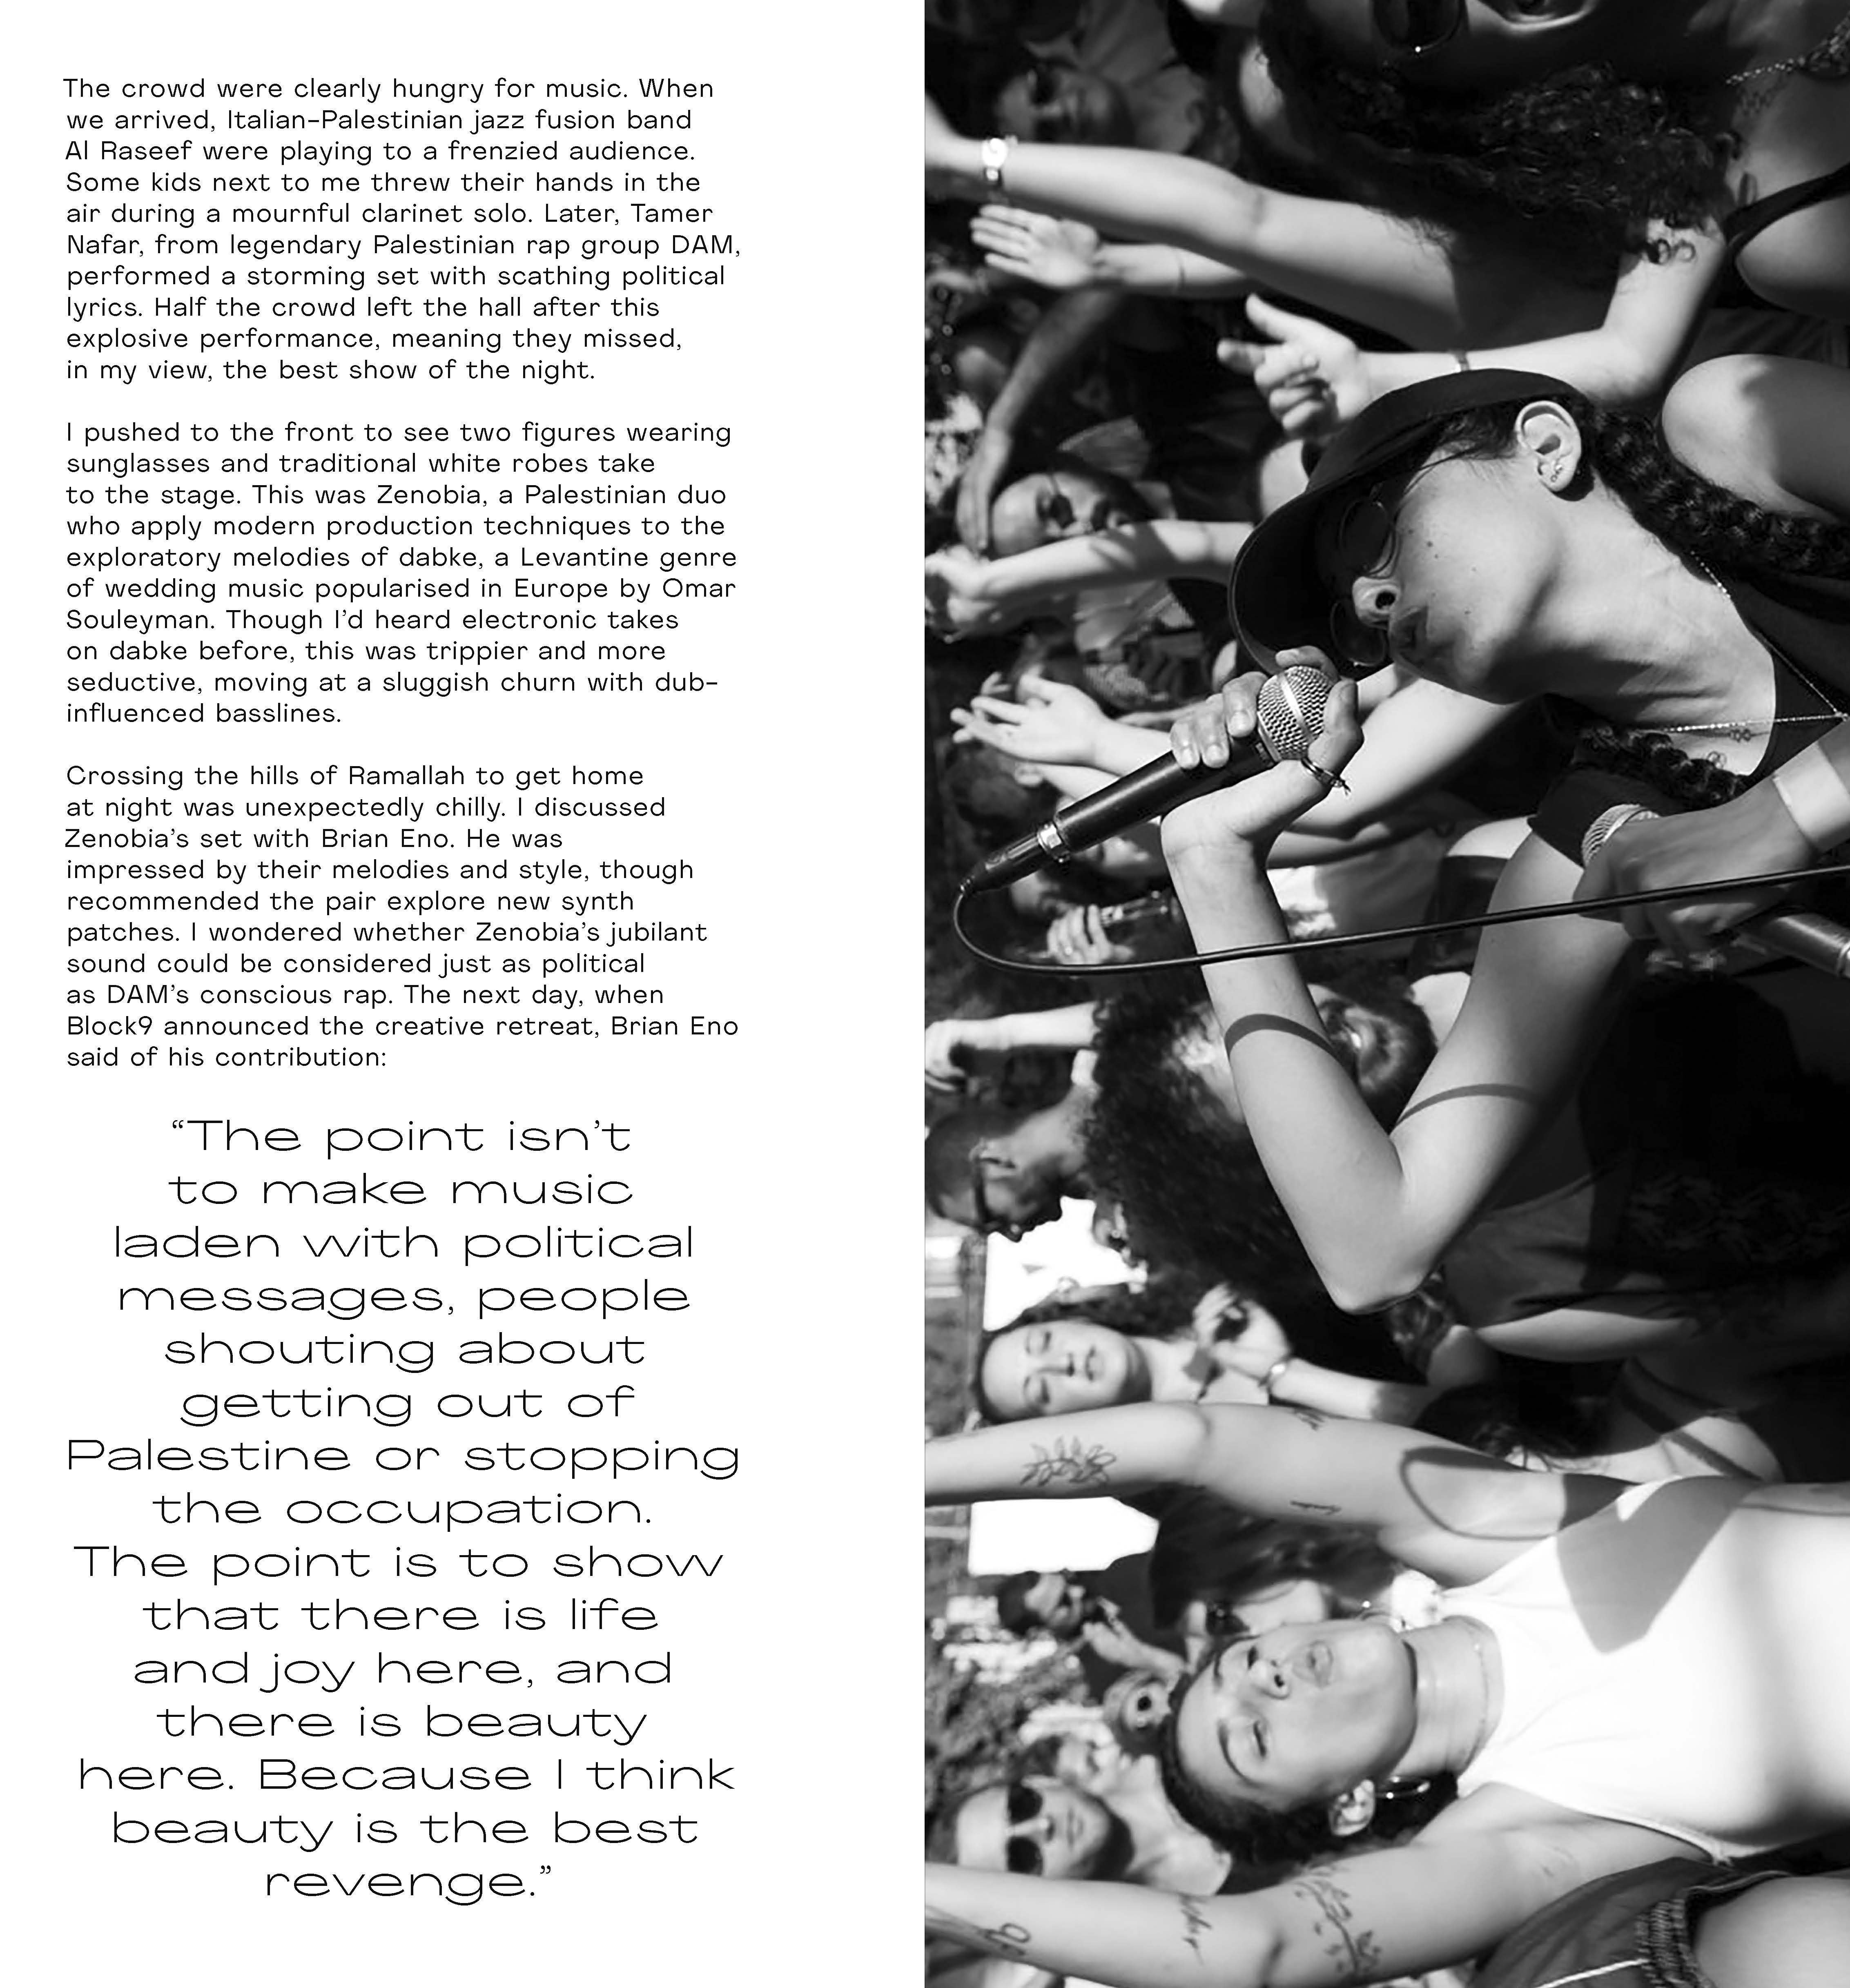 The crowd were clearly hungry for music. When
we arrived, Italian-Palestinian jazz fusion band
Al Raseef were playing to a frenzied audience.
Some kids next to me threw their hands in the
air during a mournful clarinet solo. Later, Tamer
Nafar, from legendary Palestinian rap group DAM,
performed a storming set with scathing political
lyrics. Half the crowd left the hall after this
explosive performance, meaning they missed,
in my view, the best show of the night.
I pushed to the front to see two figures wearing
sunglasses and traditional white robes take
to the stage. This was Zenobia, a Palestinian duo
who apply modern production techniques to the
exploratory melodies of dabke, a Levantine genre
of wedding music popularised in Europe by Omar
Souleyman. Though I’d heard electronic takes
on dabke before, this was trippier and more
seductive, moving at a sluggish churn with dub-
influenced basslines.
Crossing the hills of Ramallah to get home
at night was unexpectedly chilly. I discussed
Zenobia’s set with Brian Eno. He was
impressed by their melodies and style, though
recommended the pair explore new synth
patches. I wondered whether Zenobia’s jubilant
sound could be considered just as political
as DAM’s conscious rap. The next day, when
Block9 announced the creative retreat, Brian Eno
said of his contribution:
“The point isn’t
to make music
laden with political
messages, people
shouting about
getting out of
Palestine or stopping
the occupation.
The point is to show
that there is life
and joy here, and
there is beauty
here. Because I think
beauty is the best
revenge.”